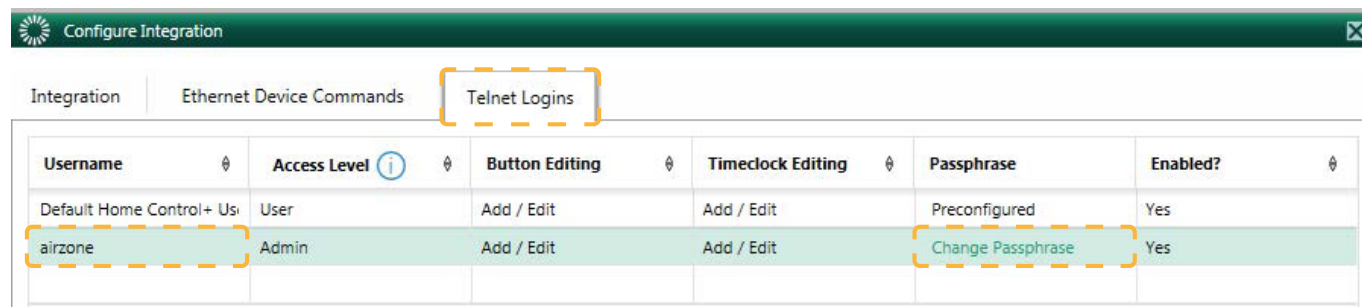 Configure Integration
Integration Ethernet Device Commands Telnet Logins
Username Access Level i Button Editing Timeclock Editing Passphrase Enabled?
Default Home Control+ Us User Add / Edit Add / Edit Preconfigured Yes
airzone Admin Add / Edit Add / Edit Change Passphrase Yes